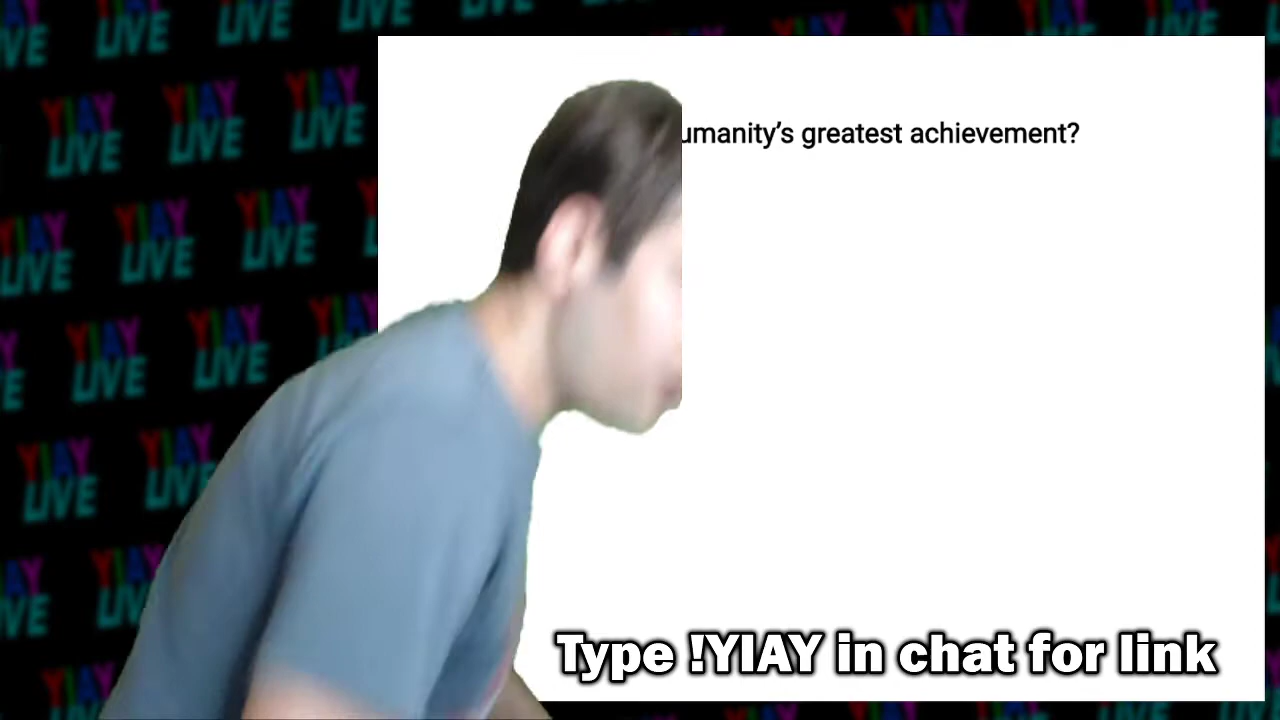 umanity’s greatest achievement?
Type !YIAY in chat for link
YIAY
LIVE